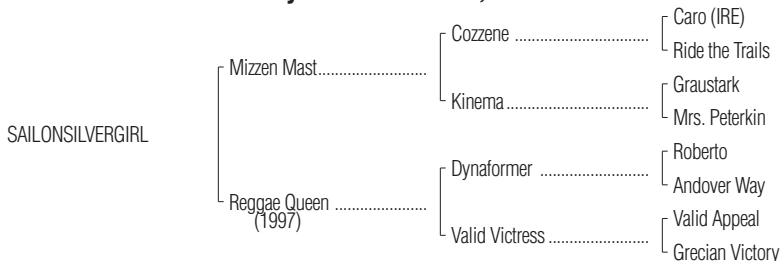 Caro (IRE)
Cozzene ................................
Ride the Trails
Mizzen Mast..........................
Graustark
Kinema..................................
Mrs. Peterkin
SAILONSILVERGIRL
Roberto
Dynaformer ..........................
Andover Way
Reggae Queen ......................
(1997)
Valid Appeal
Valid Victress ........................
Grecian Victory